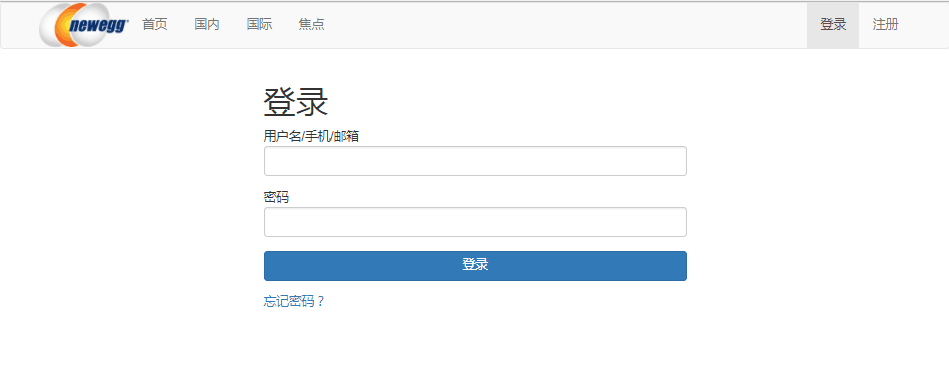 newegg 首页 国内 国际 焦点 登录 注册
登录
用户名/手机/邮箱
密码
登录
忘记密码？